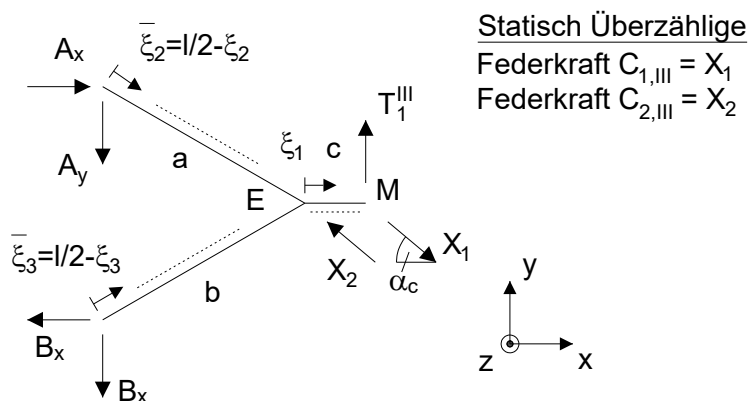 Statisch Überzählige
Federkraft C1,III = X1
Federkraft C2,III = X2
Ax
ξ̅2=l/2-ξ2
T1III
Ay
a
ξ1
c
E
M
ξ̅3=l/2-ξ3
X2
αc
X1
b
Bx
Bx
y
z
x